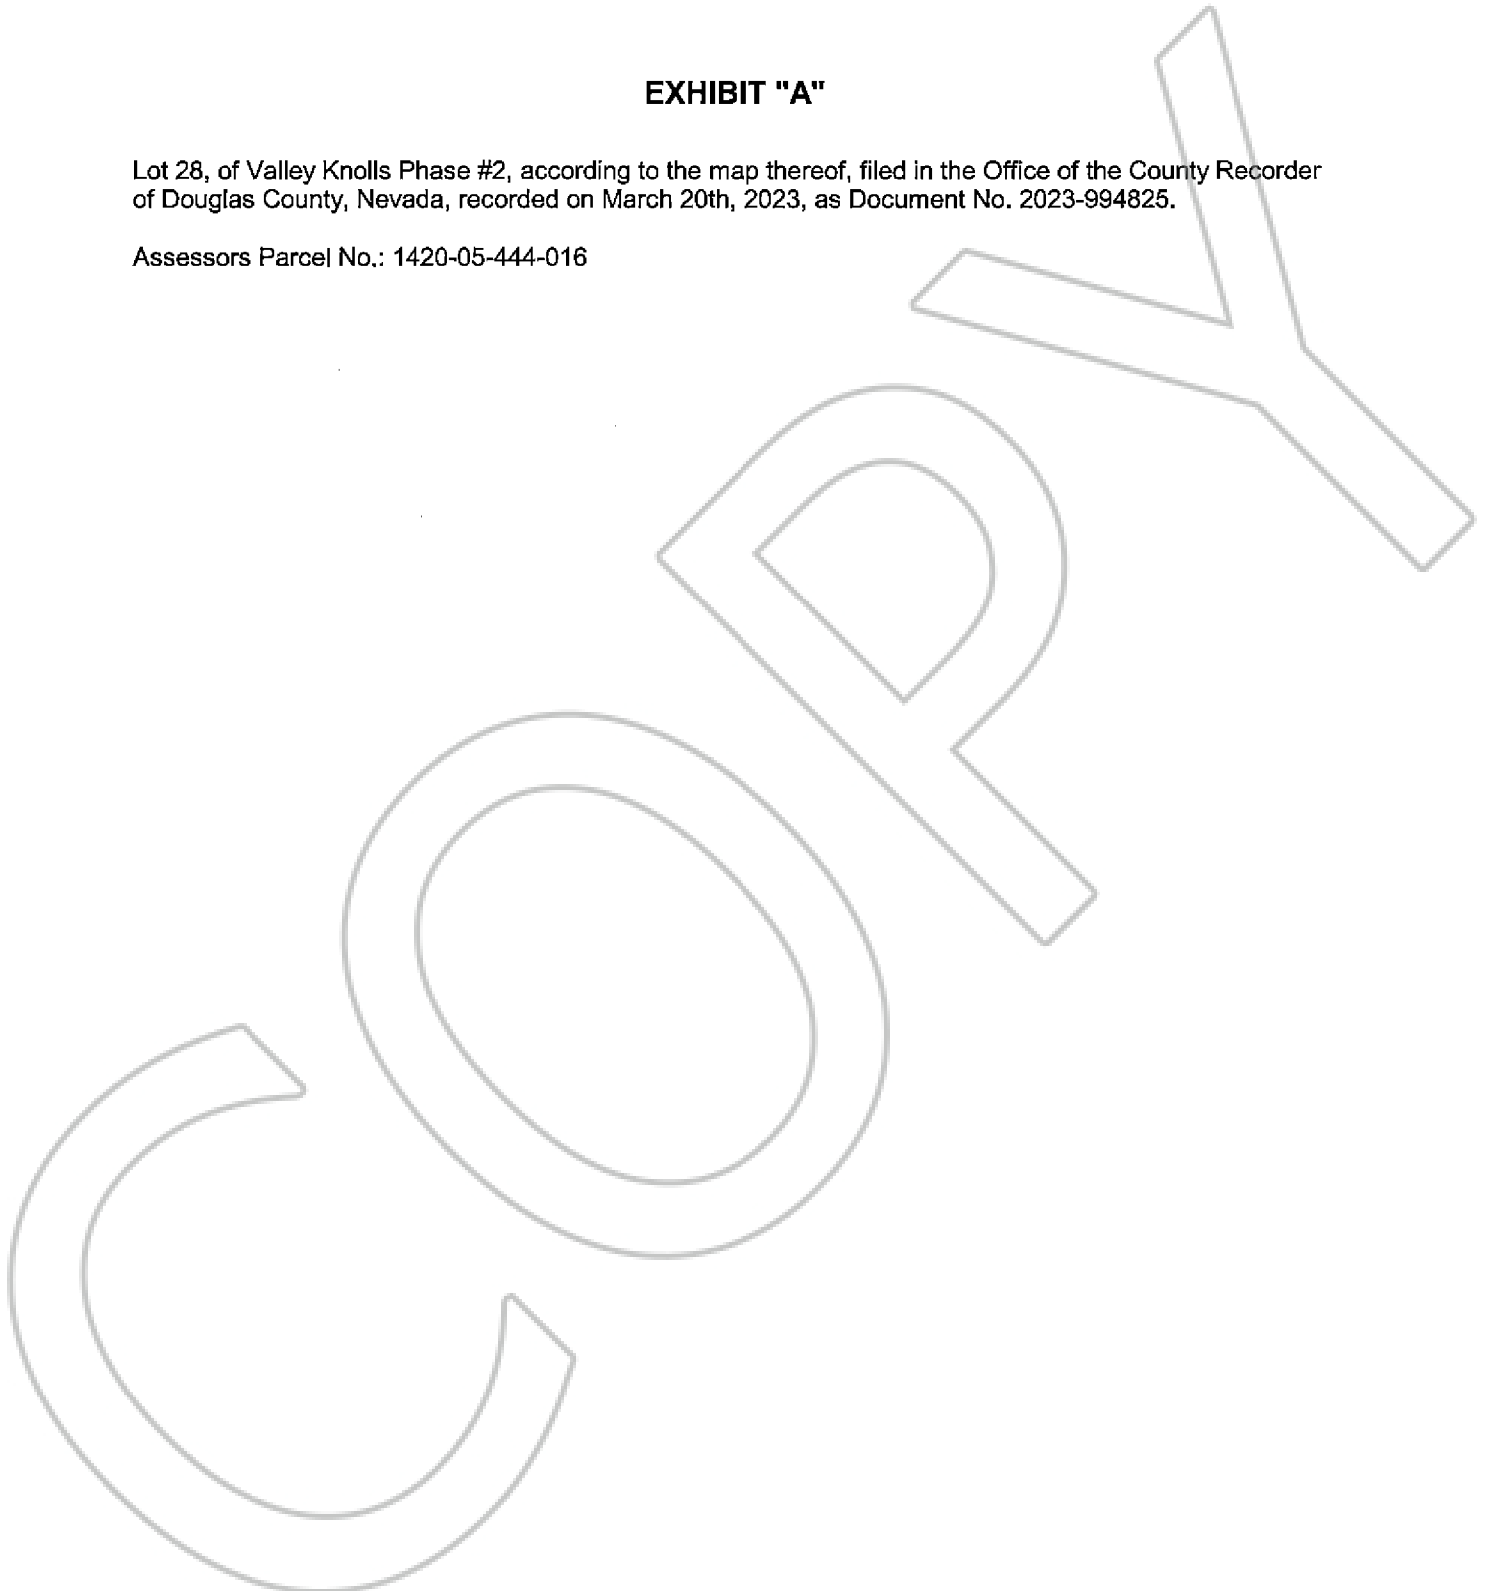 EXHIBIT "A"
Lot 28, of Valley Knolls Phase #2, according to the map thereof, filed in the Office of the County Recorder
of Douglas County, Nevada, recorded on March 20th, 2023, as Document No. 2023-994825.
Assessors Parcel No.: 1420-05-444-016
COPY